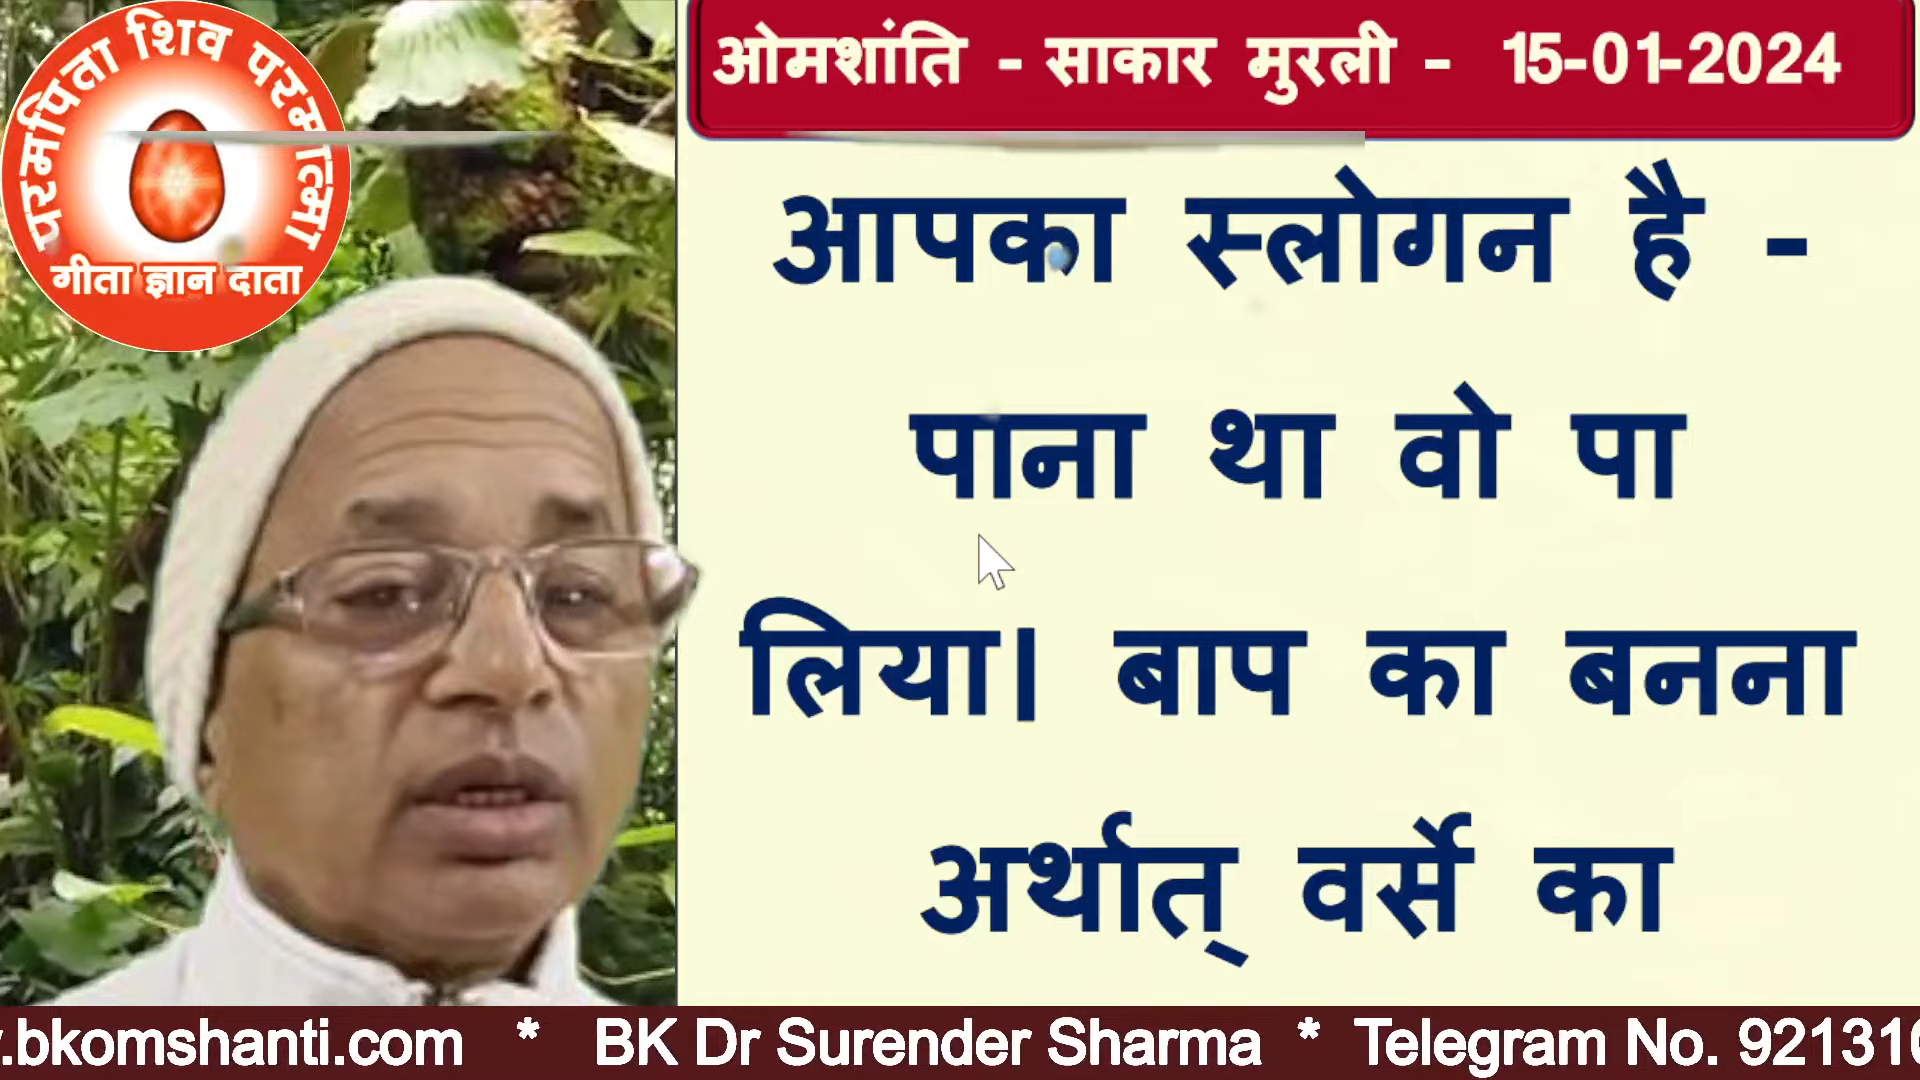 परमपिता शिव परमात्मा
गीता ज्ञान दाता
ओमशांति - साकार मुरली - 15-01-2024
आपका स्लोगन है -
पाना था वो पा
लिया। बाप का बनना
अर्थात् वर्से का
.bkomshanti.com * BK Dr Surender Sharma * Telegram No. 921310